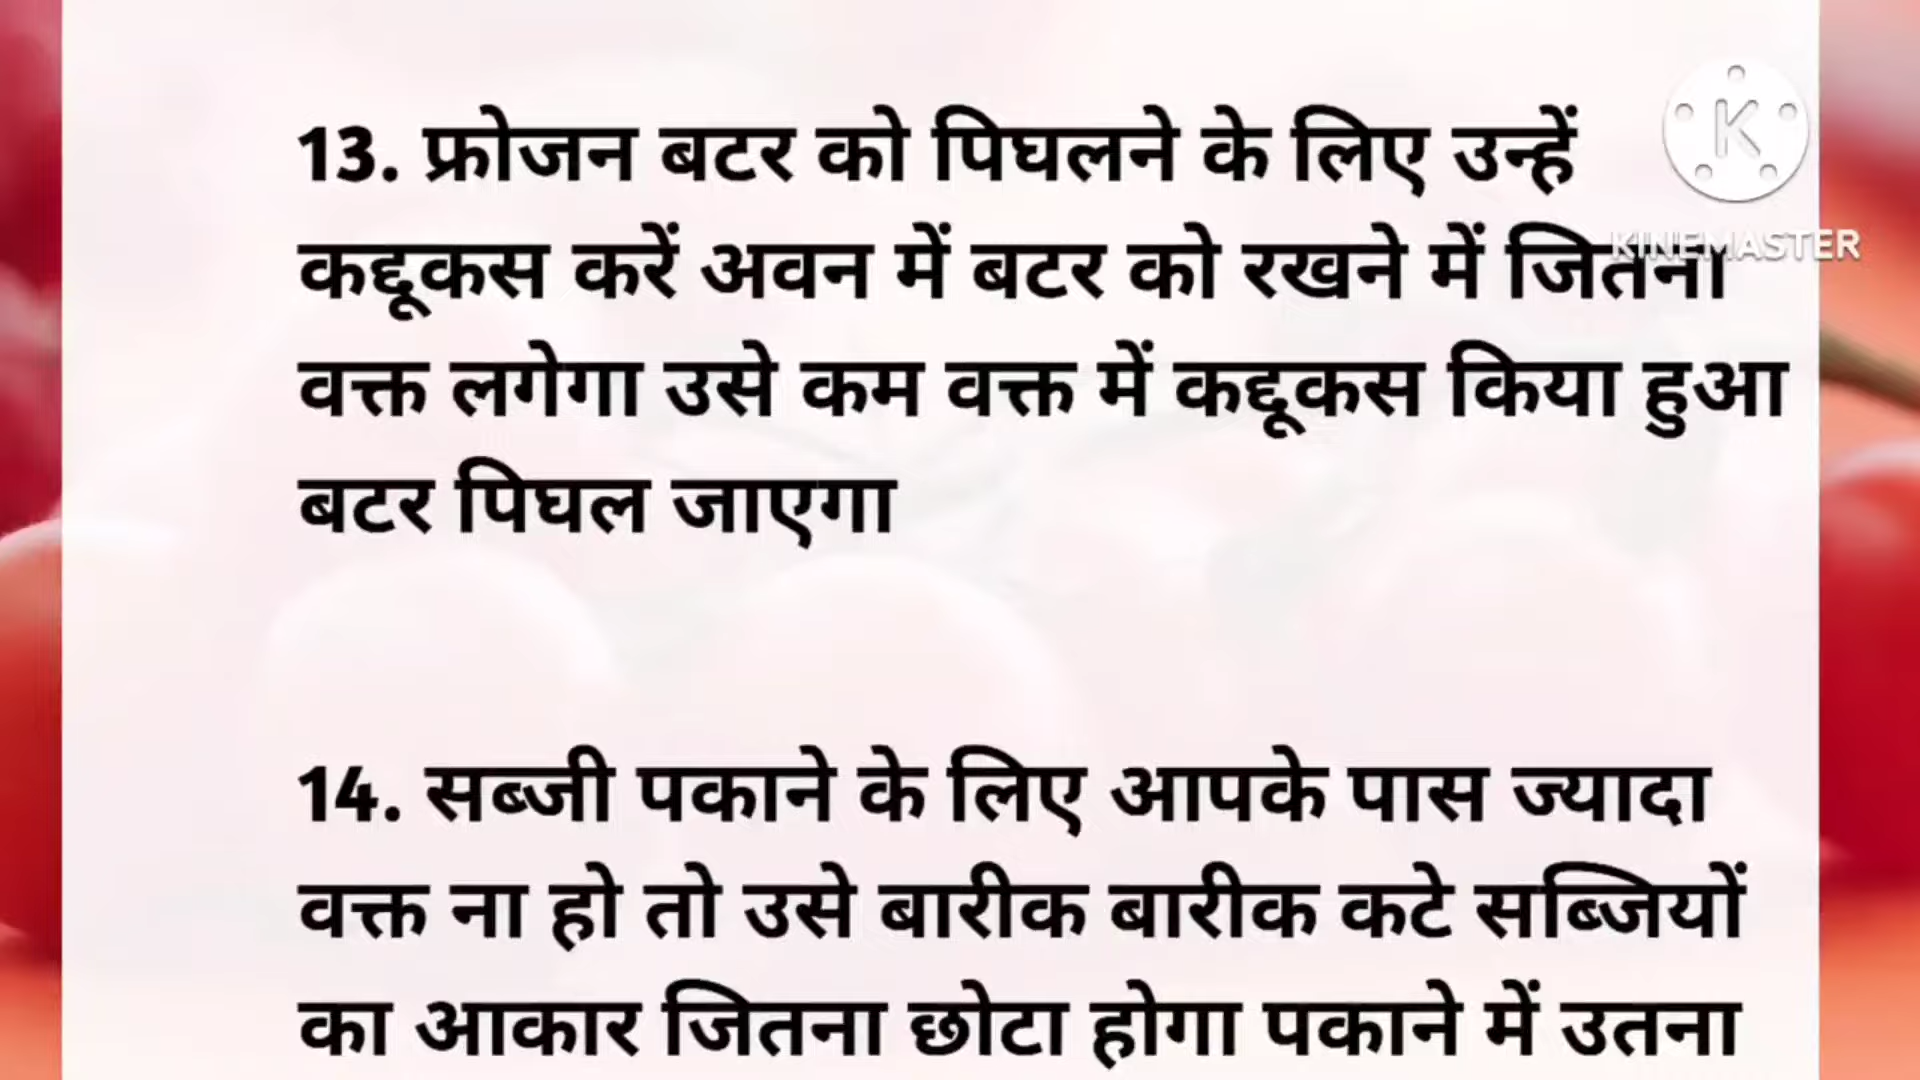 13. फ्रोजन बटर को पिघलने के लिए उन्हें
कद्दूकस करें अवन में बटर को रखने में जितना
वक्त लगेगा उसे कम वक्त में कद्दूकस किया हुआ
बटर पिघल जाएगा
14. सब्जी पकाने के लिए आपके पास ज्यादा
वक्त ना हो तो उसे बारीक बारीक कटे सब्जियों
का आकार जितना छोटा होगा पकाने में उतना
K
KINEMASTER